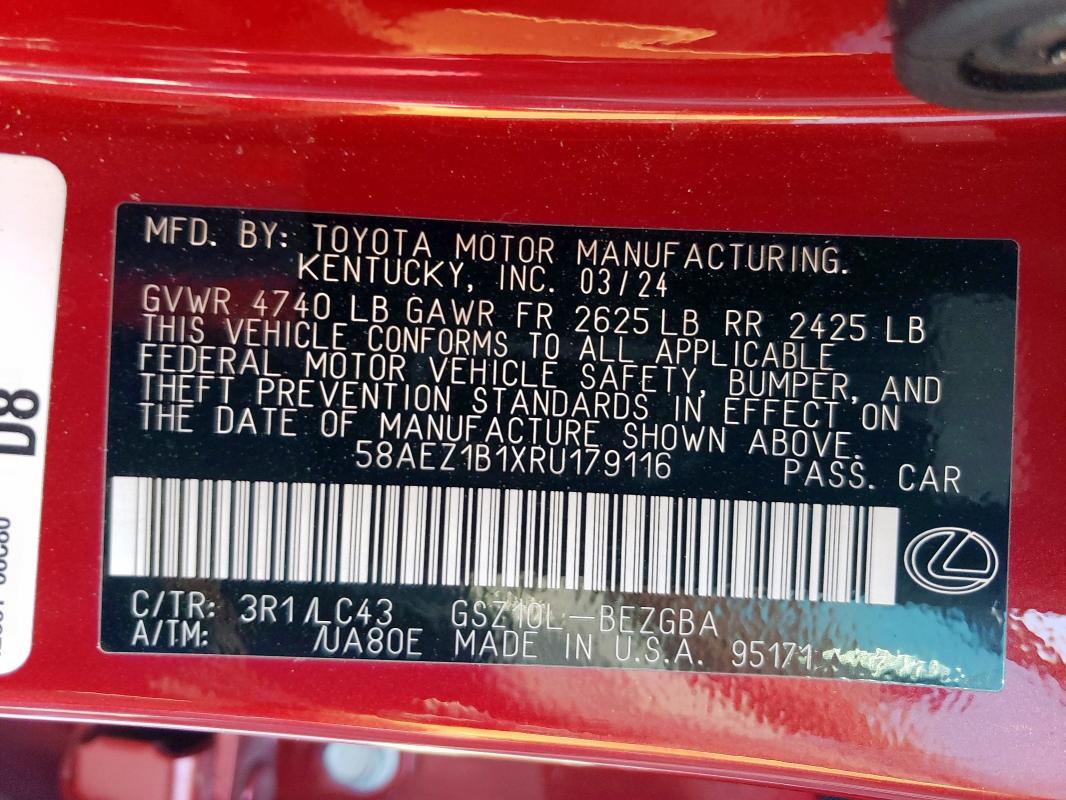 MFD. BY: TOYOTA MOTOR MANUFACTURING.
KENTUCKY, INC. 03/24
GVWR 4740 LB GAWR FR 2625 LB RR 2425 LB
THIS VEHICLE CONFORMS TO ALL APPLICABLE
FEDERAL MOTOR VEHICLE SAFETY, BUMPER, AND
THEFT PREVENTION STANDARDS IN EFFECT ON
THE DATE OF MANUFACTURE SHOWN ABOVE.
58AEZ1B1XRU179116 PASS. CAR
C/TR: 3R1/LC43 GSZ10L-BEZGBA
A/TM: /UA80E MADE IN U.S.A. 95171
D8